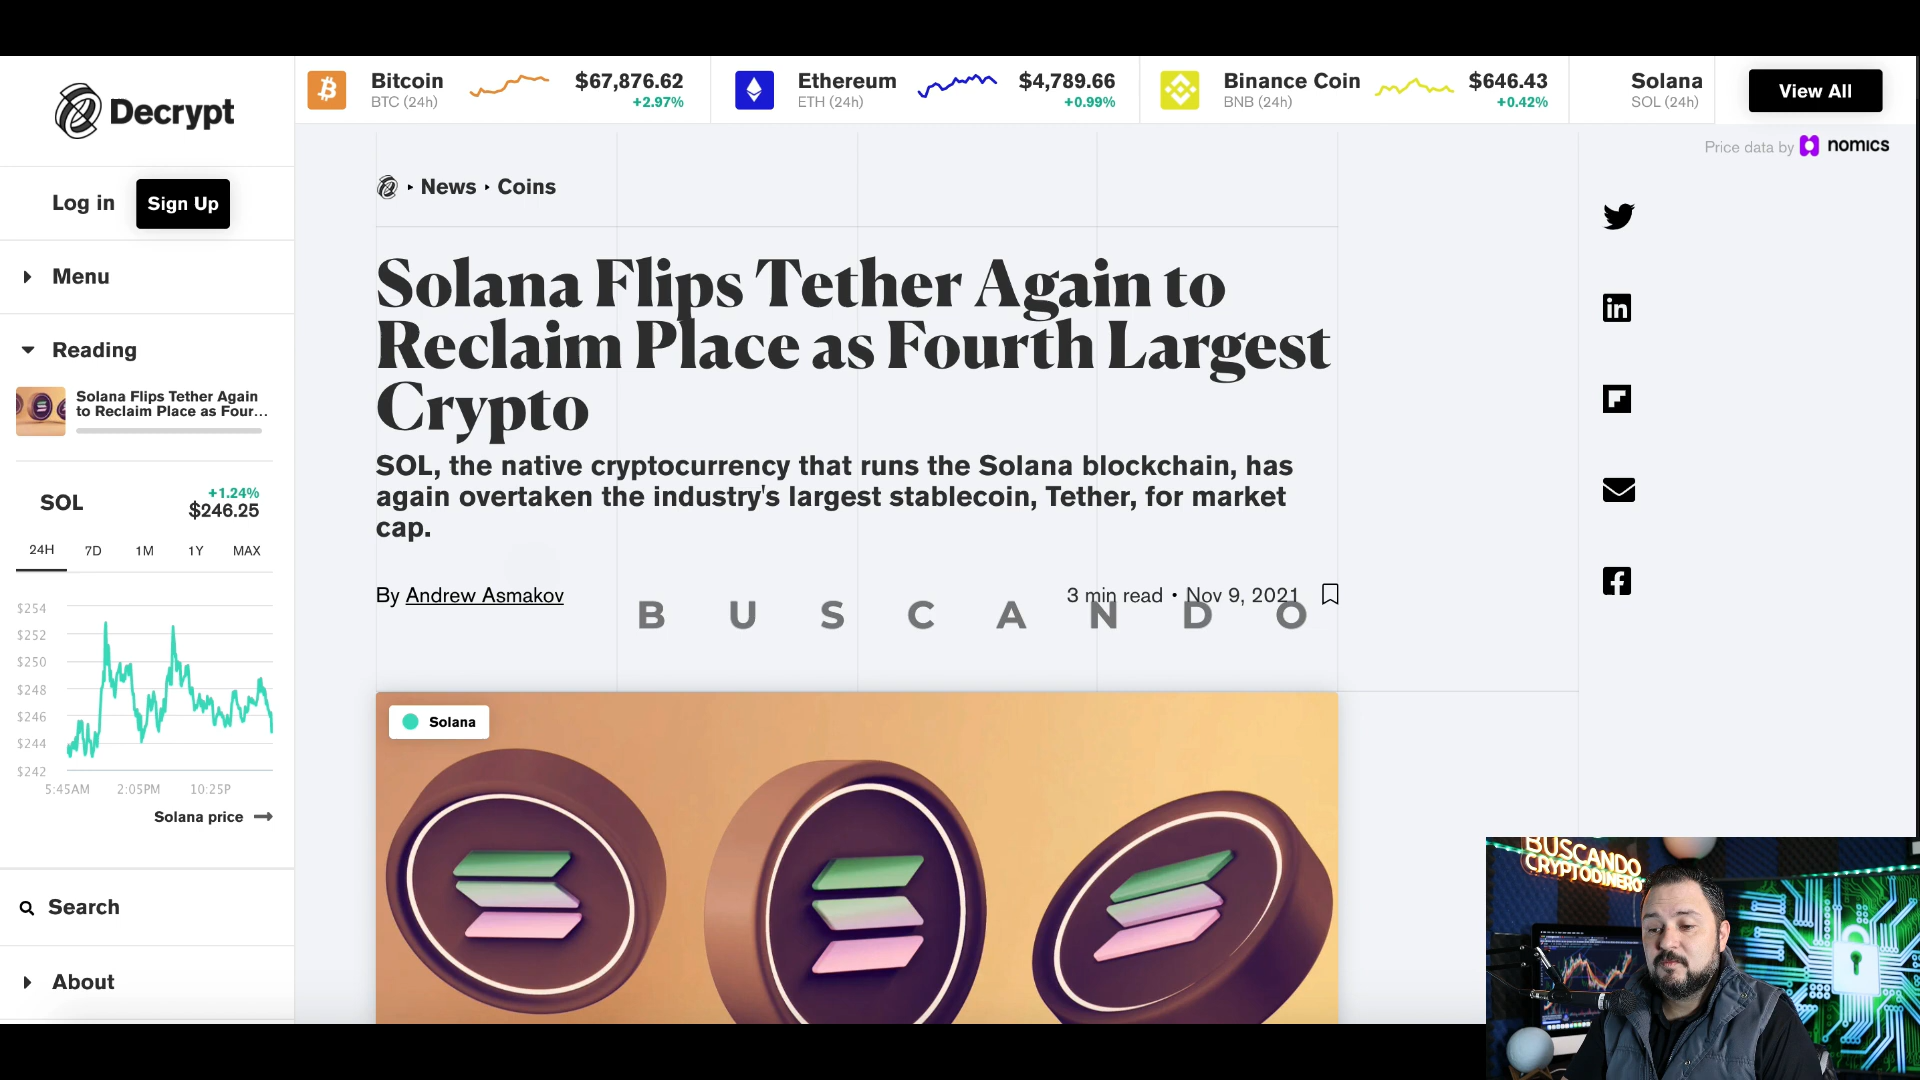 Decrypt
Bitcoin
BTC (24h)
$67,876.62
+2.97%
Ethereum
ETH (24h)
$4,789.66
+0.99%
Binance Coin
BNB (24h)
$646.43
+0.42%
Solana
SOL (24h)
View All
Price data by nomics
Log in
Sign Up
Menu
Reading
Solana Flips Tether Again
to Reclaim Place as Four...
SOL
+1.24%
$246.25
24H 7D 1M 1Y MAX
$254
$252
$250
$248
$246
$244
$242
5:45AM 2:05PM 10:25P
Solana price
Search
About
News
Coins
Solana Flips Tether Again to
Reclaim Place as Fourth Largest
Crypto
SOL, the native cryptocurrency that runs the Solana blockchain, has
again overtaken the industry's largest stablecoin, Tether, for market
cap.
By Andrew Asmakov
3 min read • Nov 9, 2021
BUSCANDO
Solana
in
BUSCANDO
CRYPTODINERO